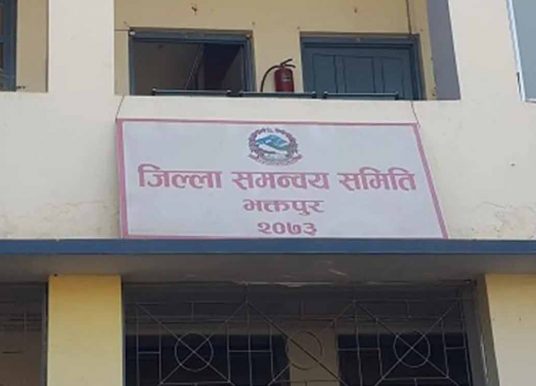 जिल्ला समन्वय समिति
भक्तपुर
२०७३